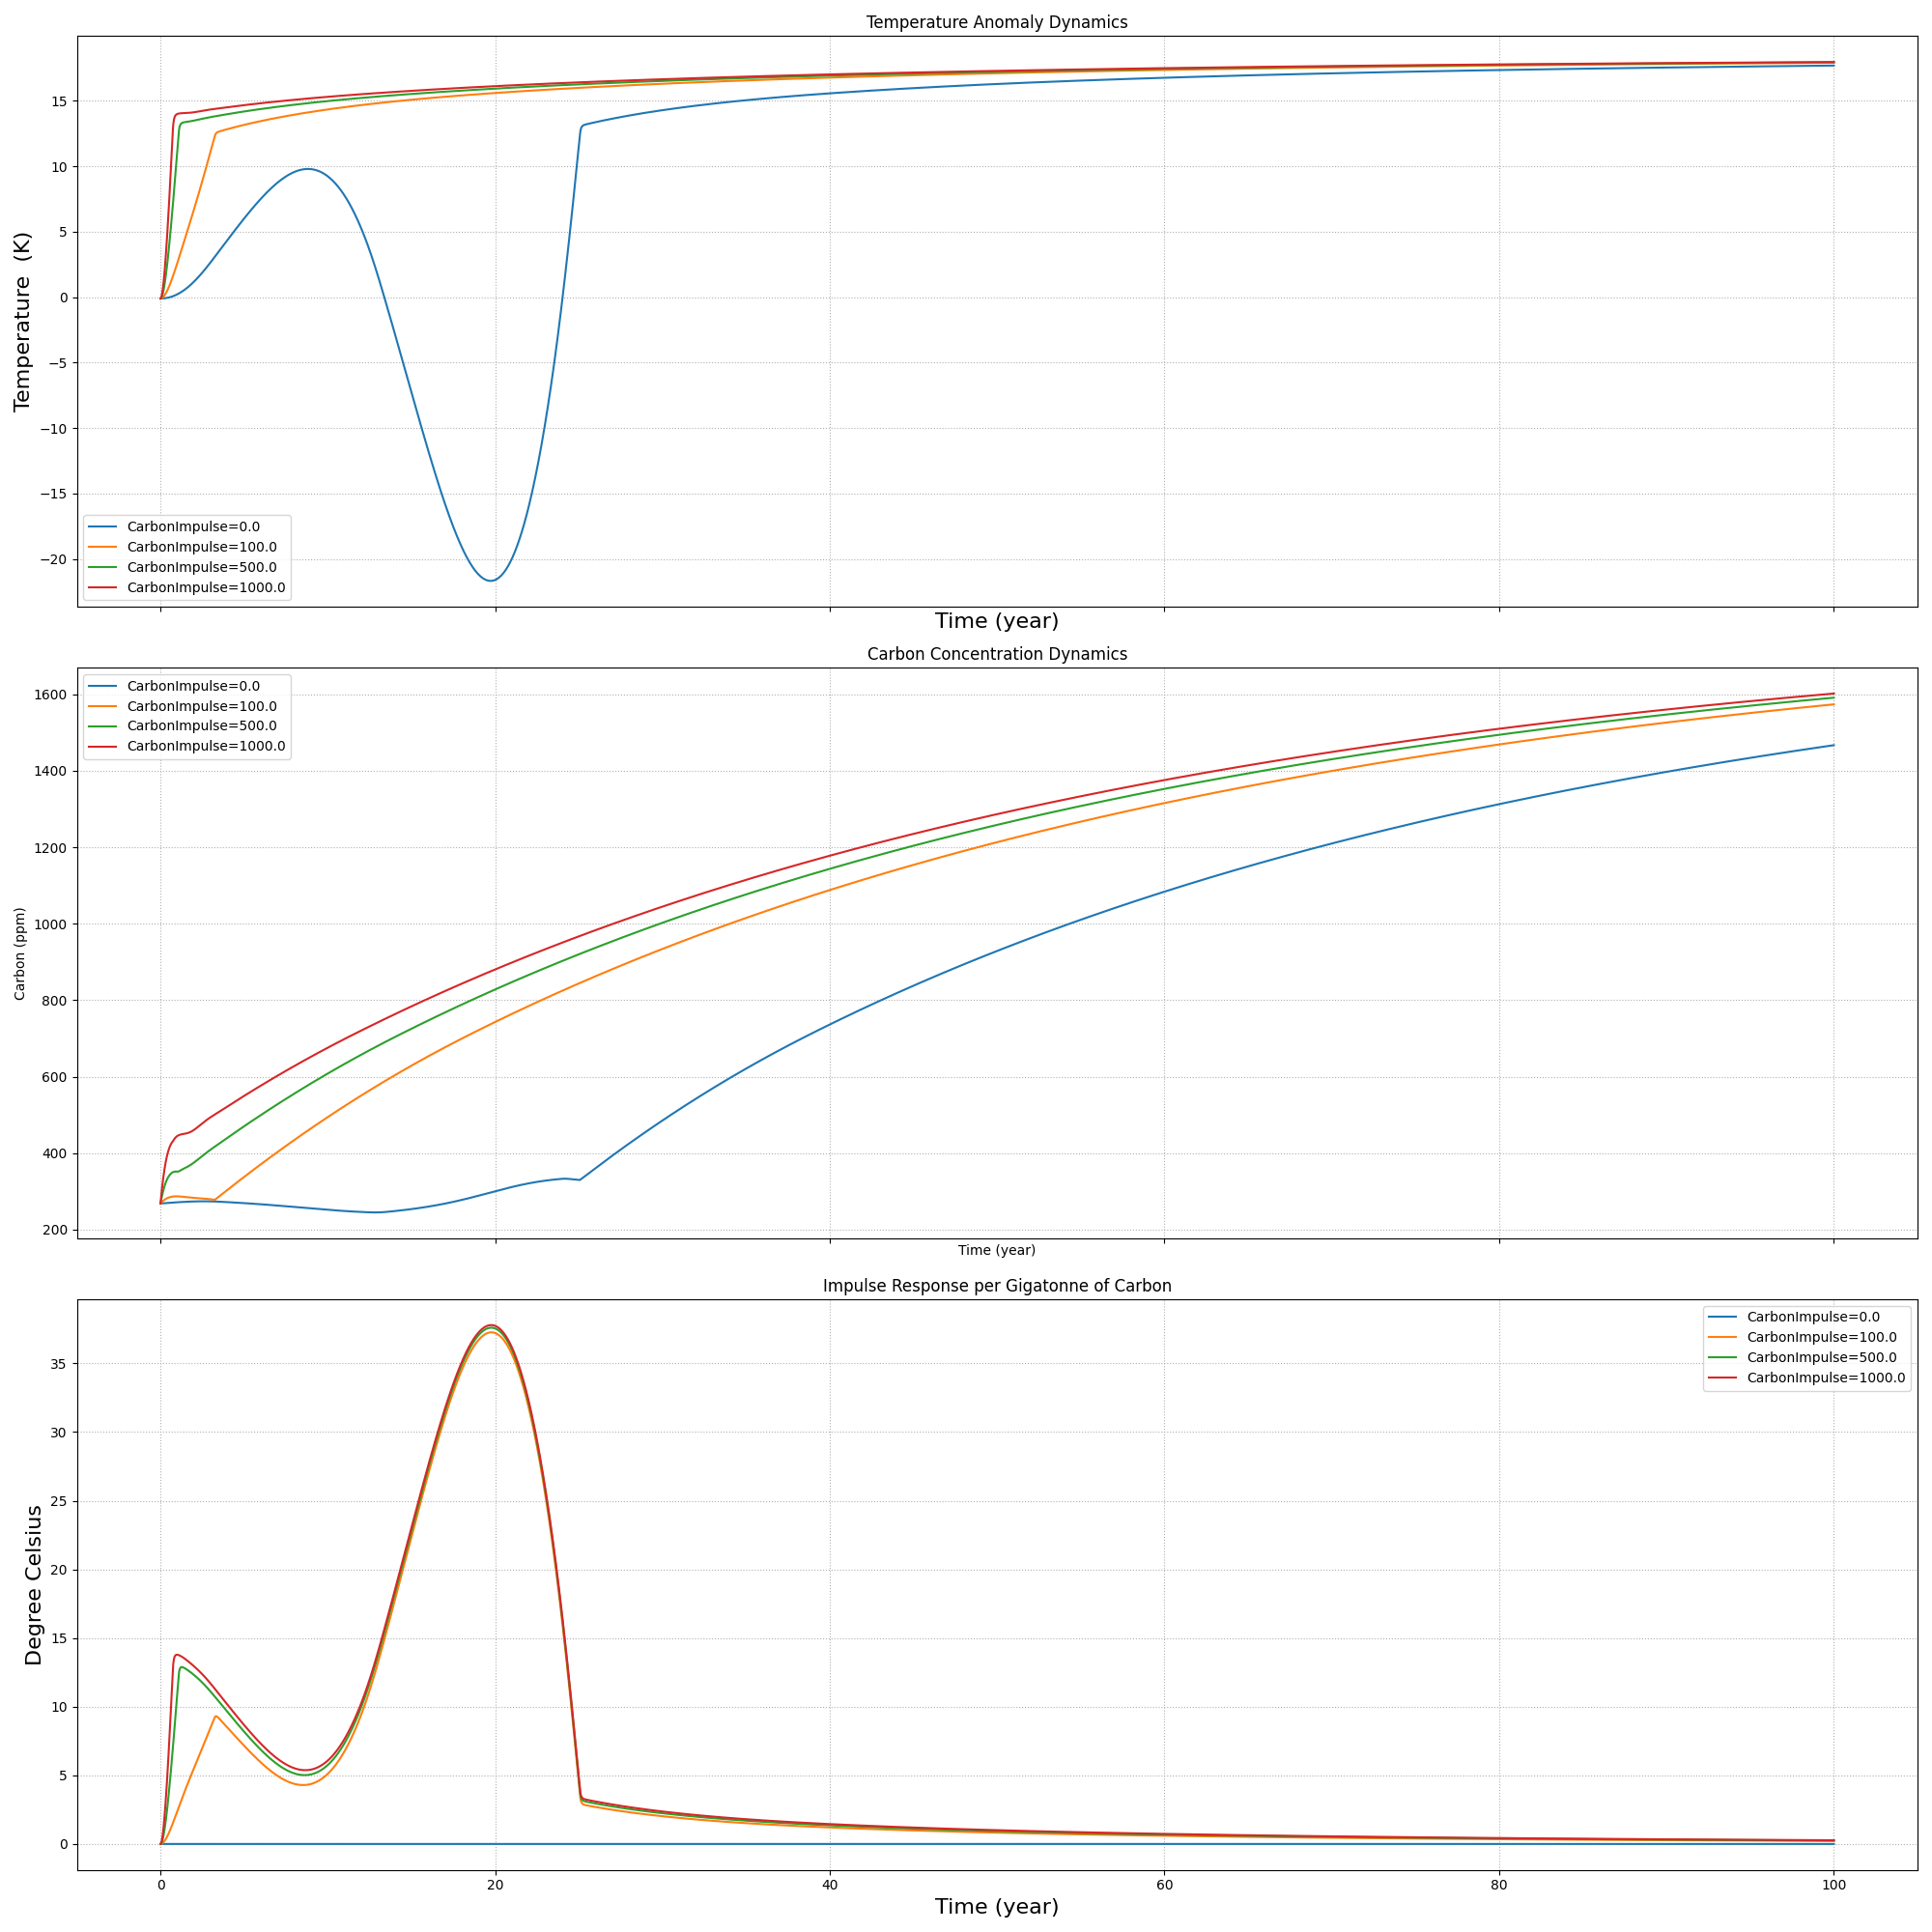 Temperature Anomaly Dynamics
Temperature  (K)
15
10
5
0
−5
−10
−15
−20
CarbonImpulse=0.0
CarbonImpulse=100.0
CarbonImpulse=500.0
CarbonImpulse=1000.0
Time (year)
Carbon Concentration Dynamics
Carbon (ppm)
1600
1400
1200
1000
800
600
400
200
CarbonImpulse=0.0
CarbonImpulse=100.0
CarbonImpulse=500.0
CarbonImpulse=1000.0
Time (year)
Impulse Response per Gigatonne of Carbon
Degree Celsius
35
30
25
20
15
10
5
0
CarbonImpulse=0.0
CarbonImpulse=100.0
CarbonImpulse=500.0
CarbonImpulse=1000.0
0 20 40 60 80 100
Time (year)